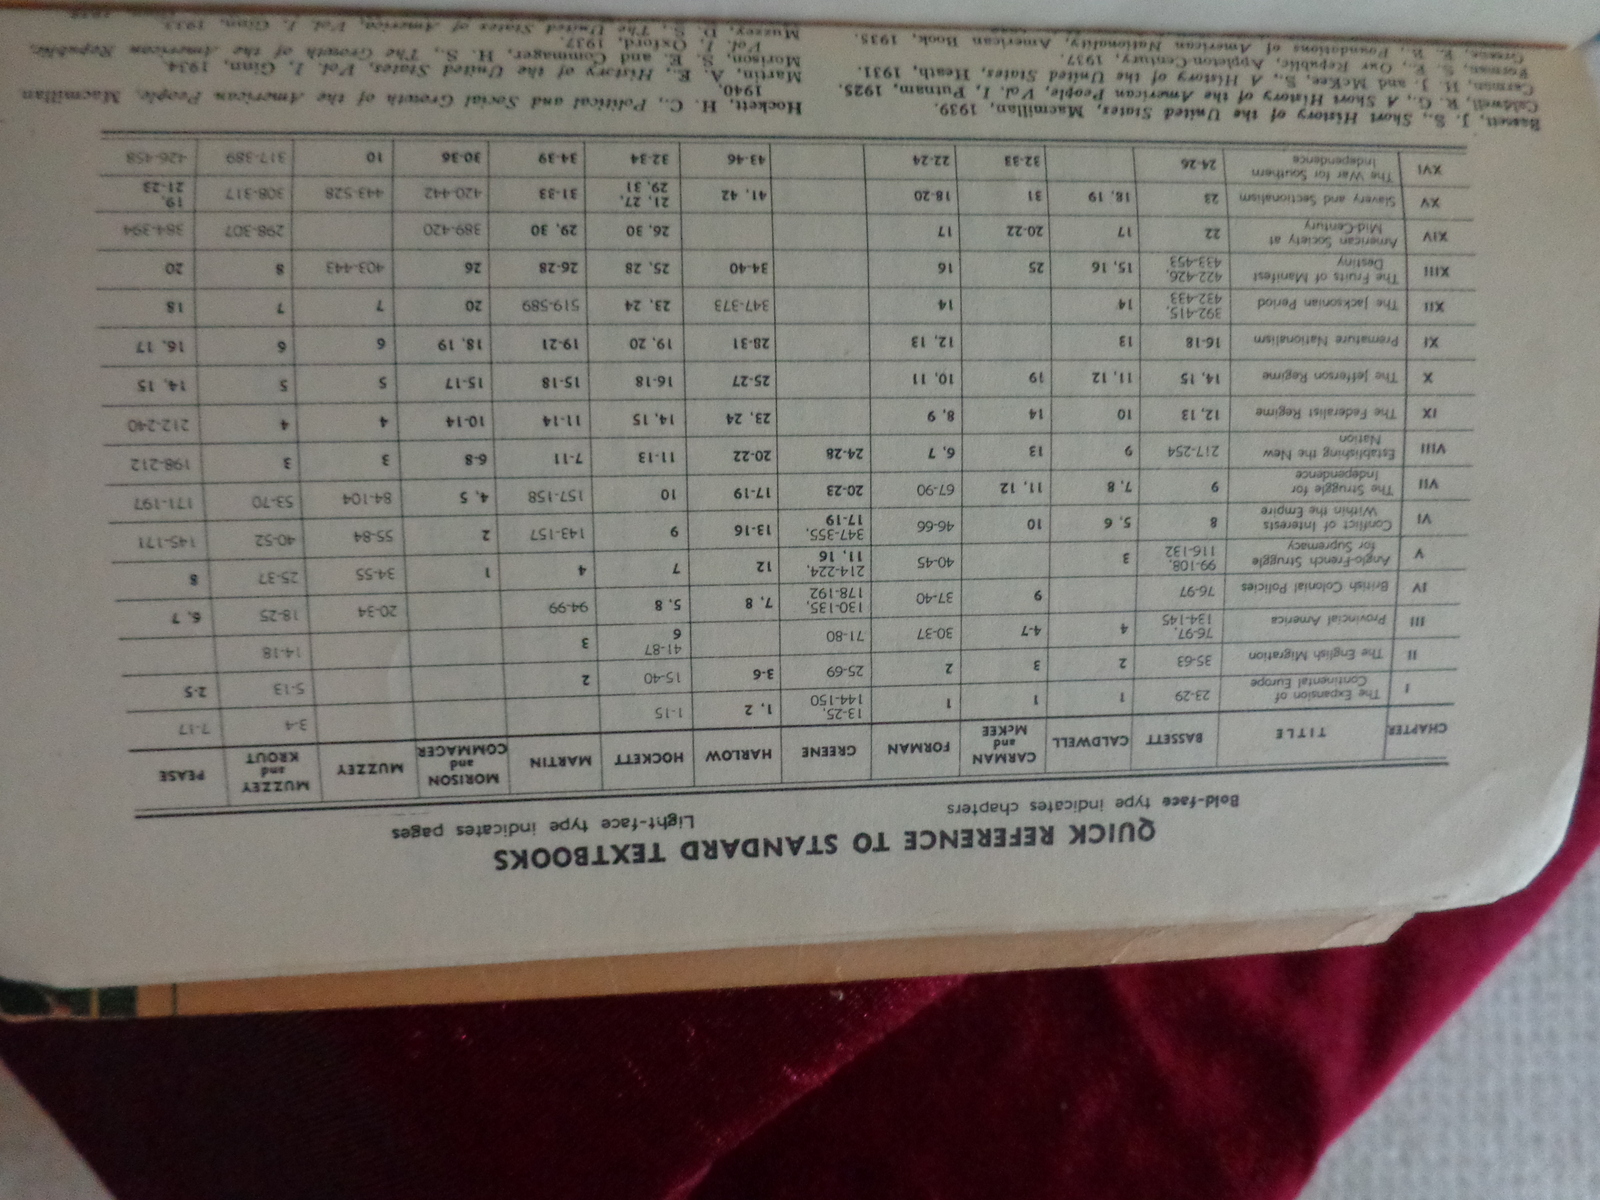 QUICK REFERENCE TO STANDARD TEXTBOOKS
Bold-face type indicates chapters Light-face type indicates pages
CHAPTER TITLE BASSETT CALDWELL CARMAN and McKEE FORMAN GREENE HARLOW HOCKETT MARTIN MORISON and COMMAGER MUZZEY MUZZEY and KROUT PEASE
I The Expansion of Continental Europe 23-29 1 1 1 13-25, 144-150 1, 2 1-15 3-4 7-17
II The English Migration 35-63 2 3 2 25-69 3-6 15-40 2 5-13 2-5
III Provincial America 76-97, 134-145 4 4-7 30-37 71-80 41-87 6 3 14-18
IV British Colonial Policies 76-97 9 37-40 130-135, 178-192 7, 8 5, 8 94-99 20-34 18-25 6, 7
V Anglo-French Struggle for Supremacy 99-108, 116-132 3 40-45 214-224, 11, 16 12 7 4 1 34-55 25-37 8
VI Conflict of Interests Within the Empire 8 5, 6 10 46-66 347-355, 17-19 13-16 9 143-157 2 55-84 40-52 145-171
VII The Struggle for Independence 9 7, 8 11, 12 67-90 20-23 17-19 10 157-158 4, 5 84-104 53-70 171-197
VIII Establishing the New Nation 217-254 9 13 6, 7 24-28 20-22 11-13 7-11 6-8 3 3 198-212
IX The Federalist Regime 12, 13 10 14 8, 9 23, 24 14, 15 11-14 10-14 4 4 212-240
X The Jefferson Regime 14, 15 11, 12 19 10, 11 25-27 16-18 15-18 15-17 5 5 14, 15
XI Premature Nationalism 16-18 13 12, 13 28-31 19, 20 19-21 18, 19 6 6 16, 17
XII The Jacksonian Period 392-415, 432-433 14 14 347-373 23, 24 519-589 20 7 7 18
XIII The Fruits of Manifest Destiny 422-426, 433-453 15, 16 25 16 34-40 25, 28 26-28 26 403-443 8 20
XIV American Society at Mid-Century 22 17 20-22 17 26, 30 29, 30 389-420 298-307 384-394
XV Slavery and Sectionalism 23 18, 19 31 18-20 41, 42 21, 27, 29, 31 31-33 420-442 443-528 308-317 19, 21-23
XVI The War for Southern Independence 24-26 32-33 22-24 43-46 32-34 34-39 30-36 10 317-389 426-458
Bassett, J. S., Short History of the United States, Macmillan, 1939.
Caldwell, R. G., A Short History of the American People, Vol. I, Putnam, 1925.
Carman, H. J. and McKee, S., A History of the United States, Heath, 1931.
Forman, S. E., Our Republic, Appleton-Century, 1937.
Greene, E. B., Foundations of American Nationality, American Book, 1935.
Hockett, H. C., Political and Social Growth of the American People, Macmillan
1940.
Martin, A. E., History of the United States, Vol. I, Ginn, 1934.
Morison, S. E. and Commager, H. S., The Growth of the American Republic,
Vol. I, Oxford, 1937.
Muzzey, D. S., The United States of America, Vol. I, Ginn, 1933.